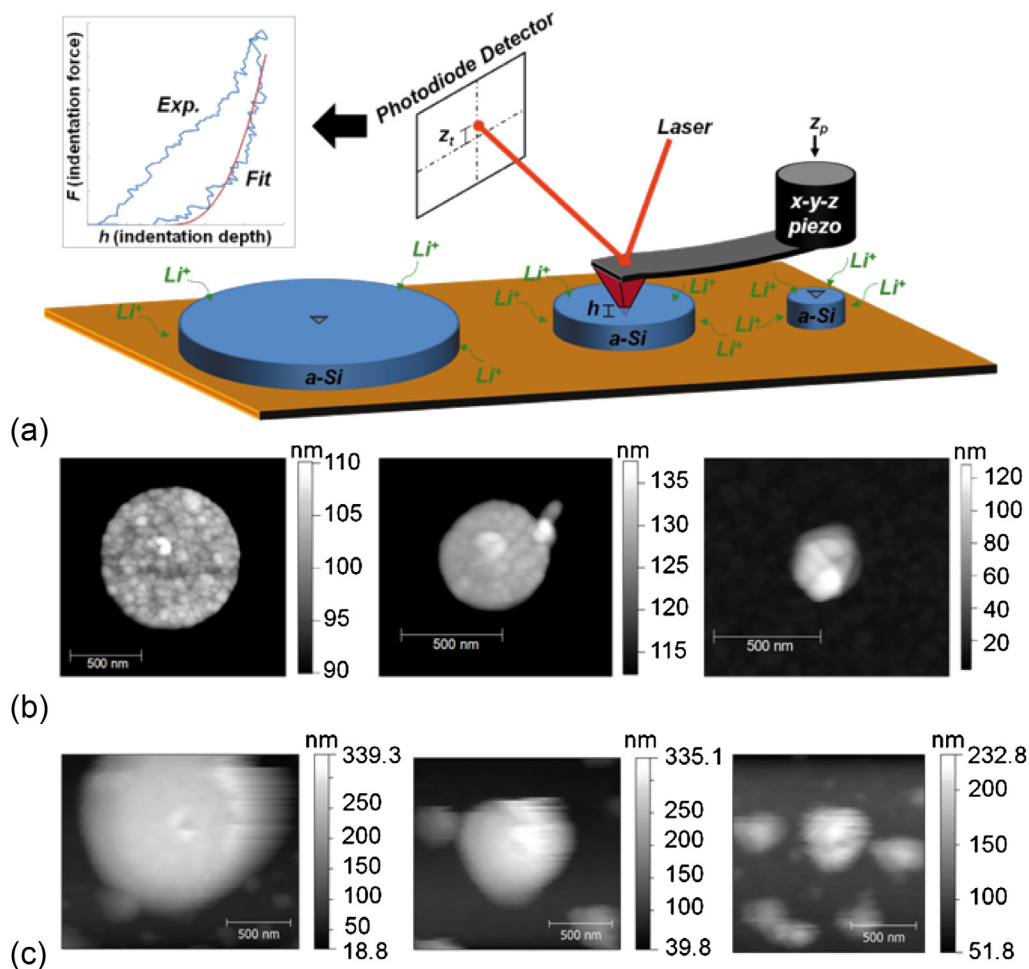 F (indentation force)
Exp.
Fit
h (indentation depth)
Photodiode Detector
z_t
Laser
z_p
x-y-z
piezo
Li⁺
Li⁺
Li⁺
Li⁺
a-Si
Li⁺
Li⁺
Li⁺
Li⁺
h
a-Si
Li⁺
Li⁺
Li⁺
Li⁺
a-Si
(a)
nm
110
105
100
95
90
500 nm
nm
135
130
125
120
115
500 nm
nm
120
100
80
60
40
20
500 nm
(b)
nm
339.3
250
200
150
100
50
18.8
500 nm
nm
335.1
250
200
150
100
39.8
500 nm
nm
232.8
200
150
100
51.8
500 nm
(c)